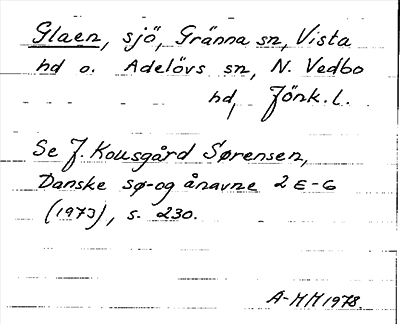 Glaen, sjö, Gränna sn, Vista
hd o. Adelövs sn, N. Vedbo
hd, Jönk. l.
Se J. Kousgård Sørensen,
Danske sø- og ånavne 2 E-G
(1973), s. 230.
A-MM 1978